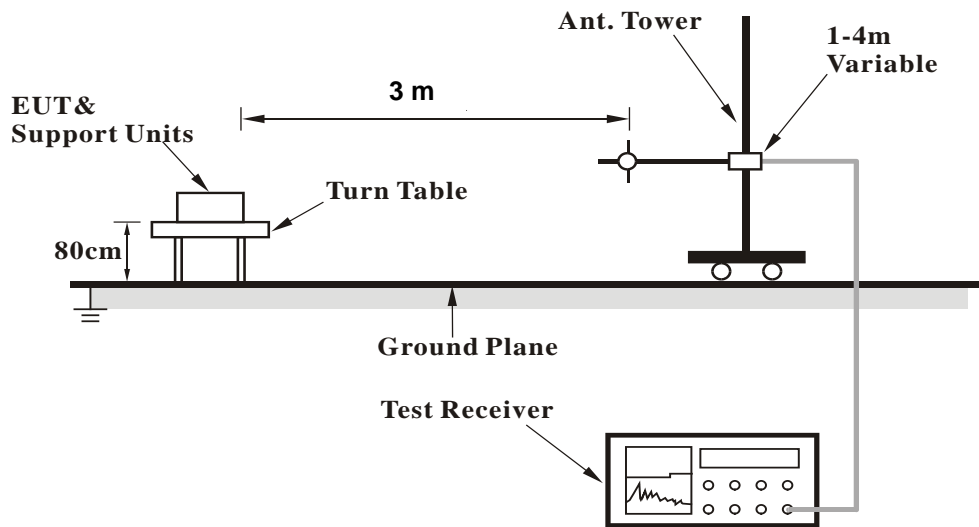 Ant. Tower
1-4m
Variable
3 m
EUT&
Support Units
Turn Table
80cm
Ground Plane
Test Receiver